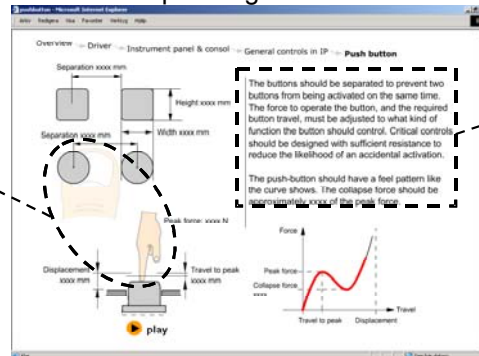 pushbutton - Microsoft Internet Explorer
Arkiv Redigera Visa Favoriter Verktyg Hjälp
Overview Driver Instrument panel & consol General controls in IP Push button
Separation xxxx mm
Height xxxx mm
Width xxxx mm
Separation xxxx mm
Peak force: xxxx N
Displacement
xxxx mm
Travel to peak
xxxx mm
play
The buttons should be separated to prevent two
buttons from being activated on the same time.
The force to operate the button, and the required
button travel, must be adjusted to what kind of
function the button should control. Critical controls
should be designed with sufficient resistance to
reduce the likelihood of an accidental activation.
The push-button should have a feel pattern like
the curve shows. The collapse force should be
approximately xxxx of the peak force.
Force
Peak force
Collapse force
xxxx
Travel
Travel to peak Displacement